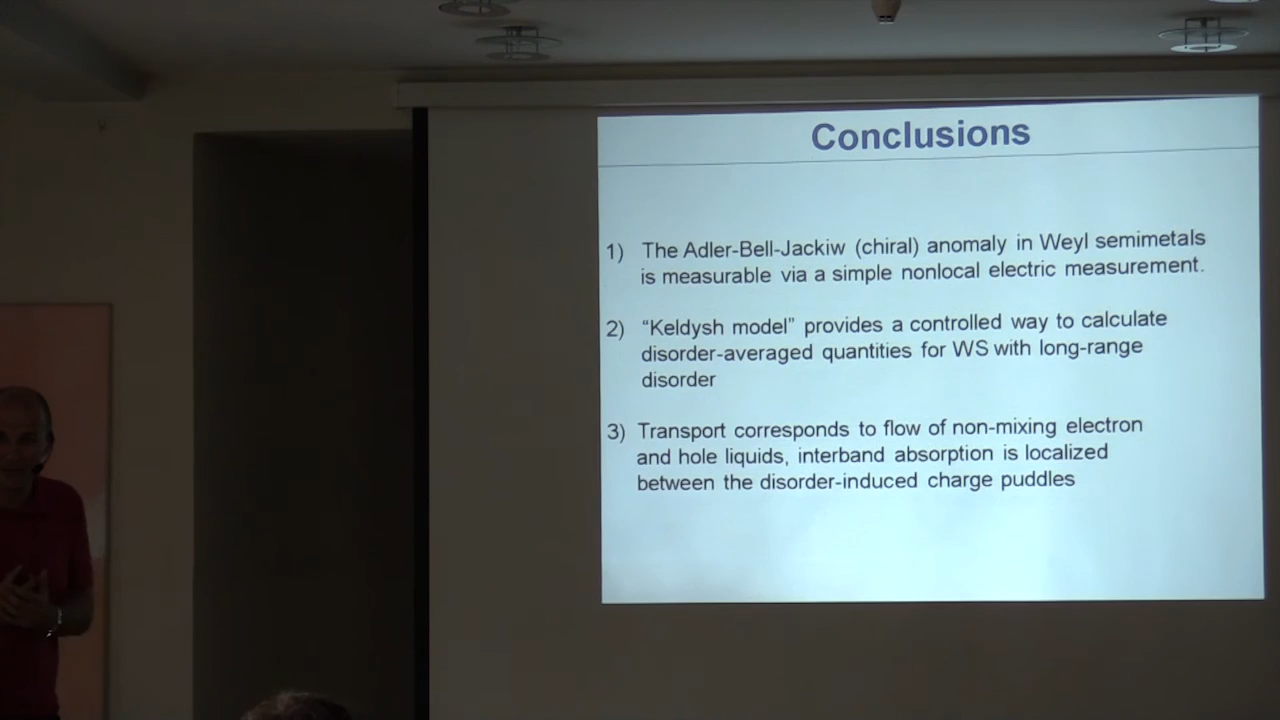 Conclusions
1) The Adler-Bell-Jackiw (chiral) anomaly in Weyl semimetals
is measurable via a simple nonlocal electric measurement.
2) “Keldysh model” provides a controlled way to calculate
disorder-averaged quantities for WS with long-range
disorder
3) Transport corresponds to flow of non-mixing electron
and hole liquids, interband absorption is localized
between the disorder-induced charge puddles